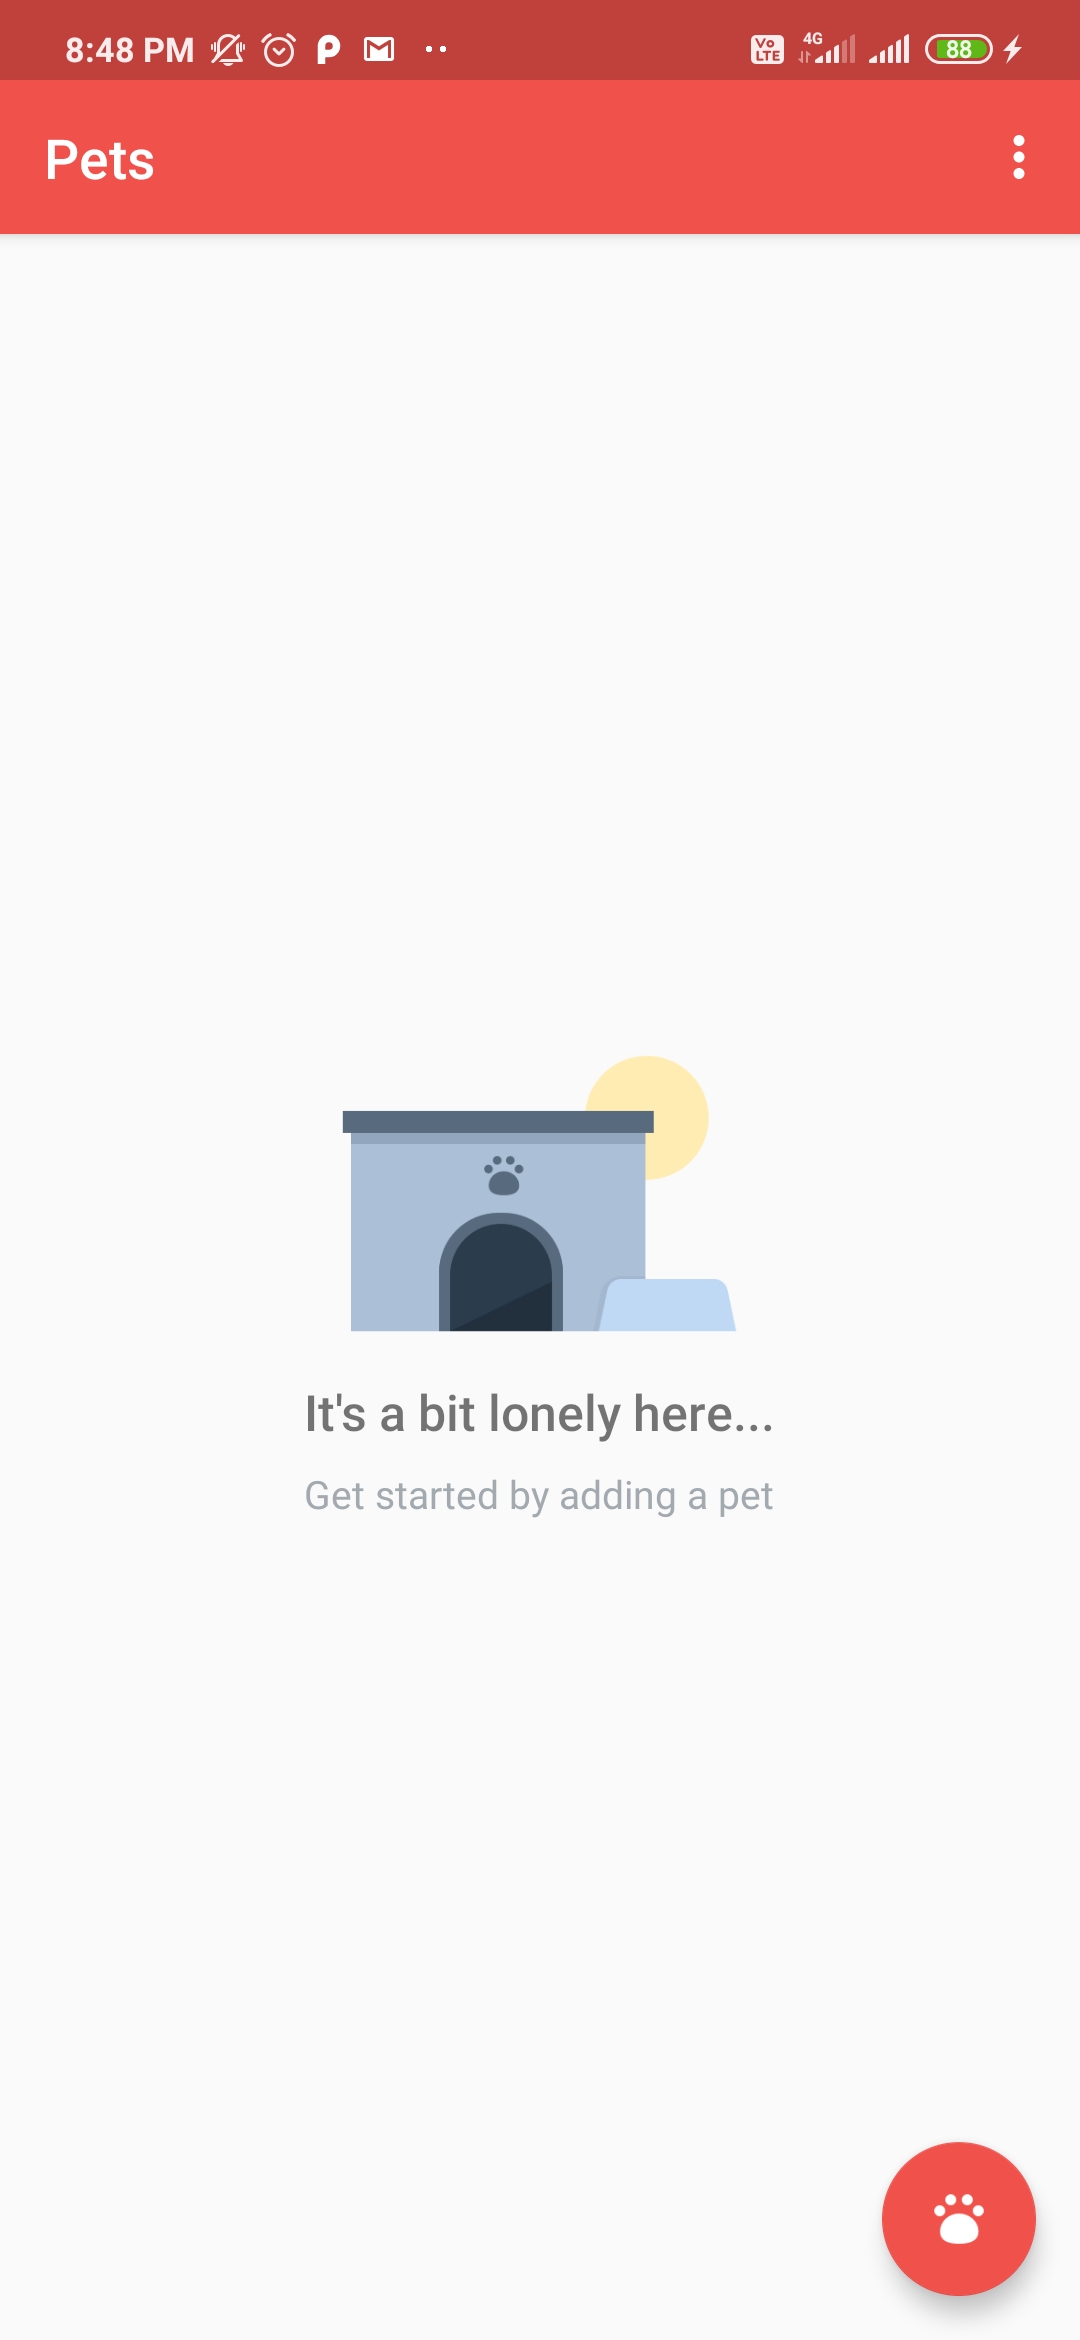 8:48 PM
Vo
LTE
4G
88
Pets
It's a bit lonely here...
Get started by adding a pet